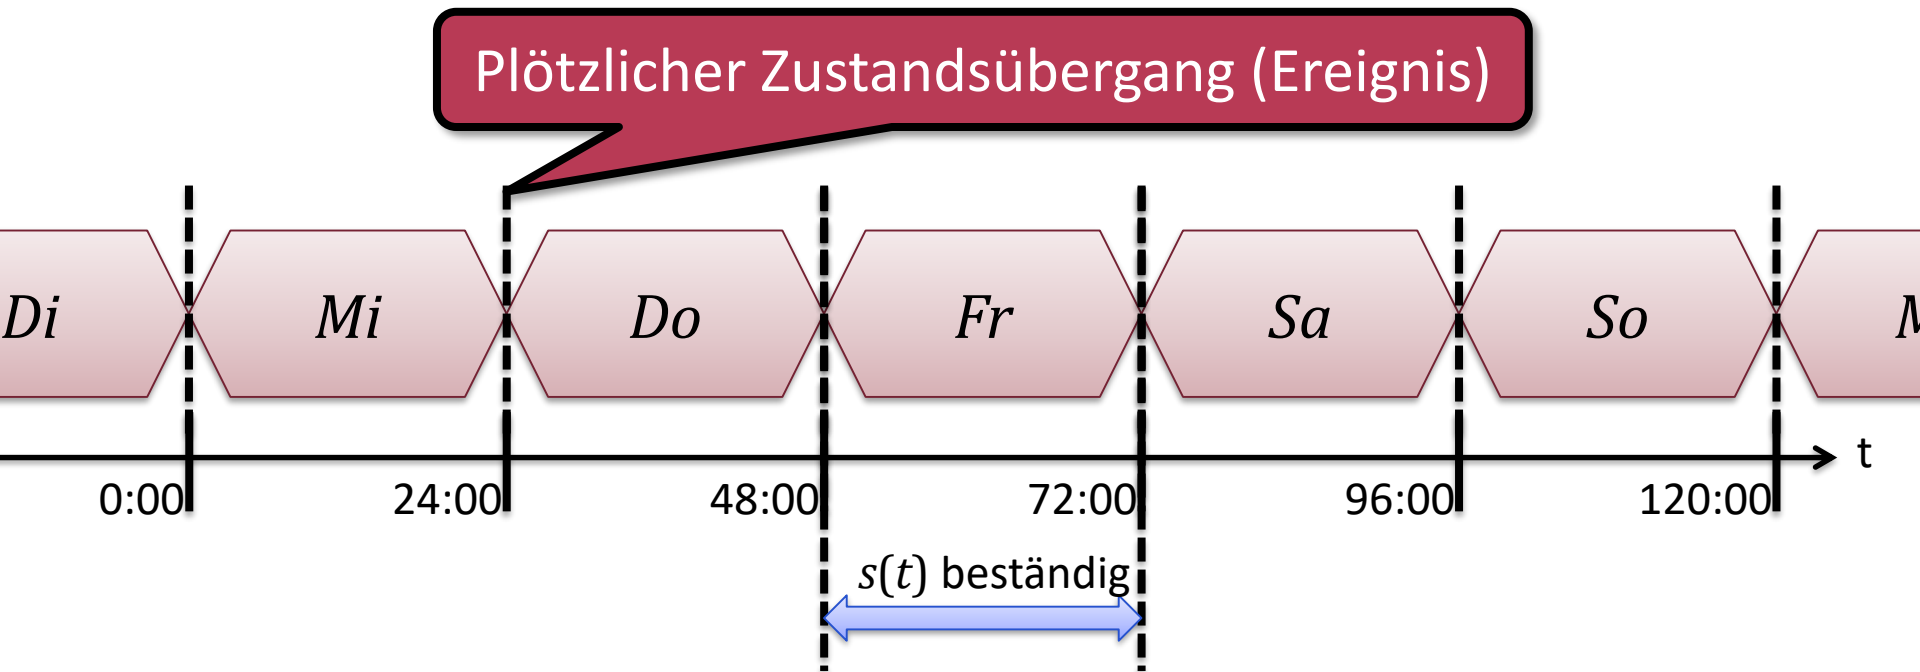 Plötzlicher Zustandsübergang (Ereignis)
Di Mi Do Fr Sa So M
t
0:00 24:00 48:00 72:00 96:00 120:00
s(t) beständig